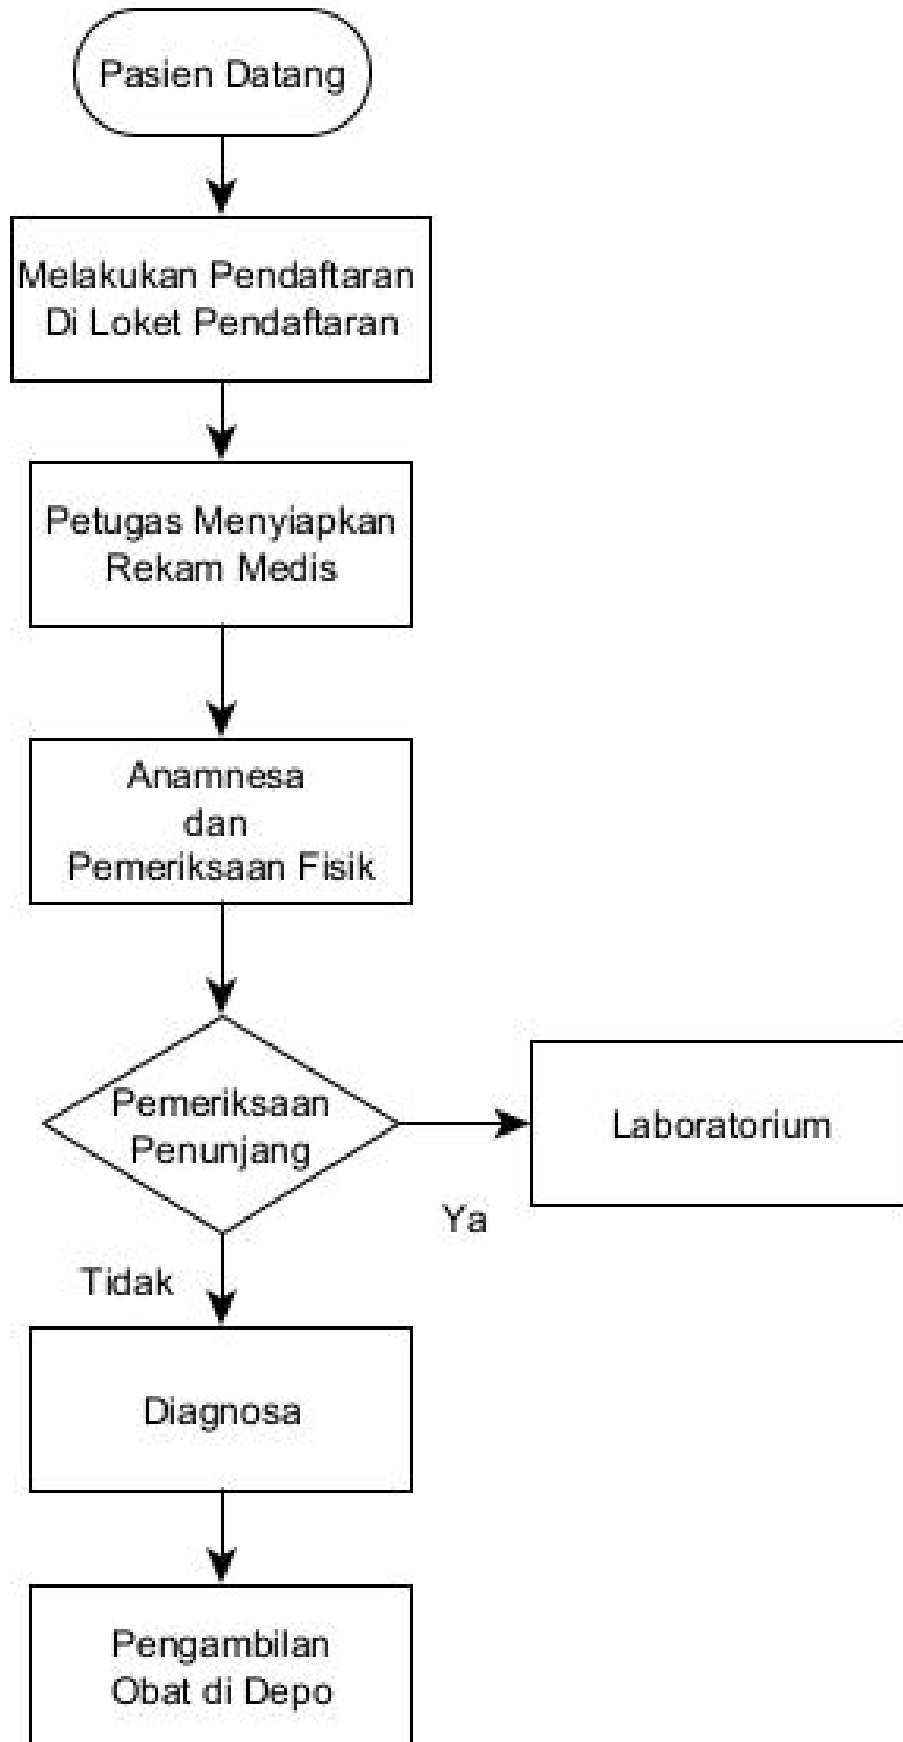 Pasien Datang
Melakukan Pendaftaran
Di Loket Pendaftaran
Petugas Menyiapkan
Rekam Medis
Anamnesa
dan
Pemeriksaan Fisik
Pemeriksaan
Penunjang
Laboratorium
Ya
Tidak
Diagnosa
Pengambilan
Obat di Depo